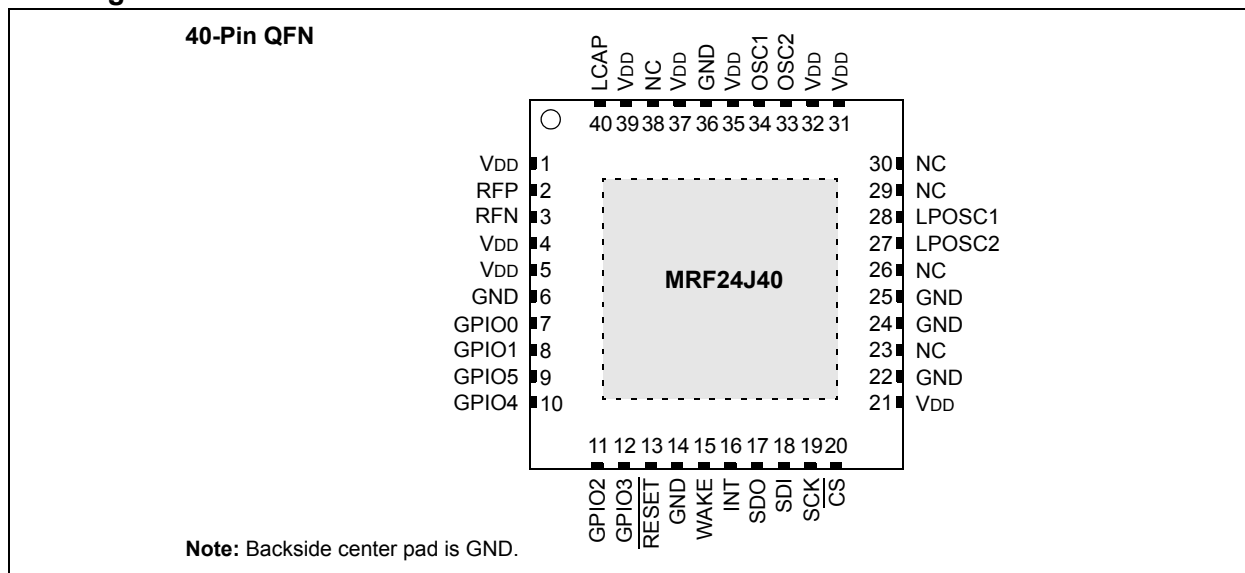 40-Pin QFN
LCAP
VDD
NC
VDD
GND
VDD
OSC1
OSC2
VDD
VDD
40 39 38 37 36 35 34 33 32 31
VDD 1
RFP 2
RFN 3
VDD 4
VDD 5
GND 6
GPIO0 7
GPIO1 8
GPIO5 9
GPIO4 10
MRF24J40
30 NC
29 NC
28 LPOSC1
27 LPOSC2
26 NC
25 GND
24 GND
23 NC
22 GND
21 VDD
11 12 13 14 15 16 17 18 19 20
GPIO2
GPIO3
RESET
GND
WAKE
INT
SDO
SDI
SCK
CS
Note: Backside center pad is GND.